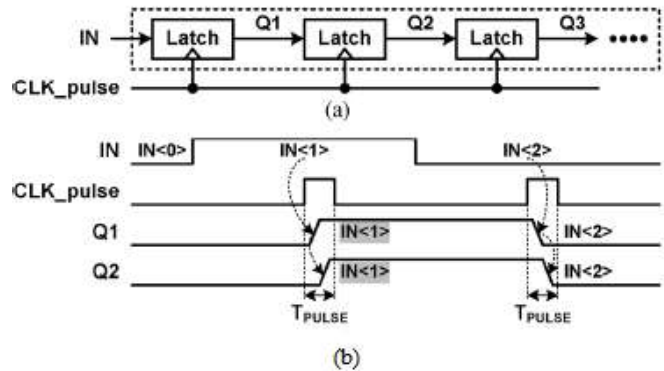 IN Latch Q1 Latch Q2 Latch Q3
CLK_pulse
(a)
IN IN<0> IN<1> IN<2>
CLK_pulse
Q1 IN<1> IN<2>
Q2 IN<1> IN<2>
TPULSE TPULSE
(b)